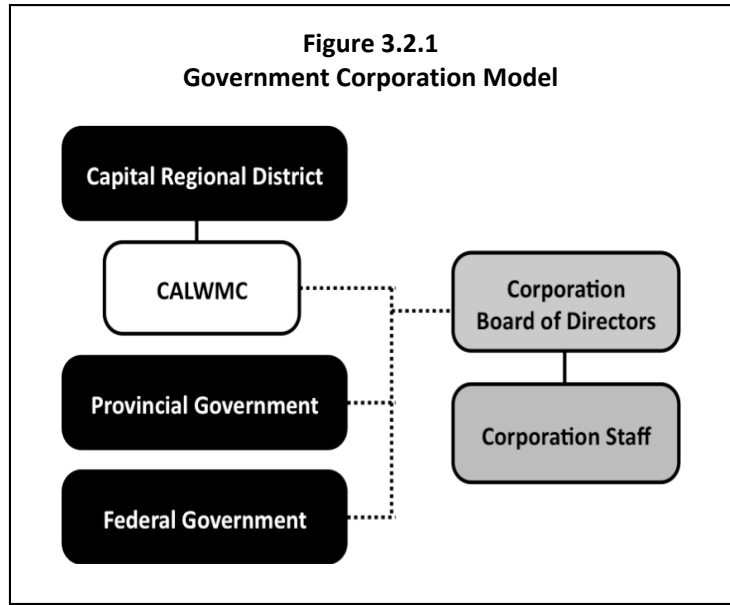 Figure 3.2.1
Government Corporation Model
Capital Regional District
CALWMC
Provincial Government
Federal Government
Corporation
Board of Directors
Corporation Staff